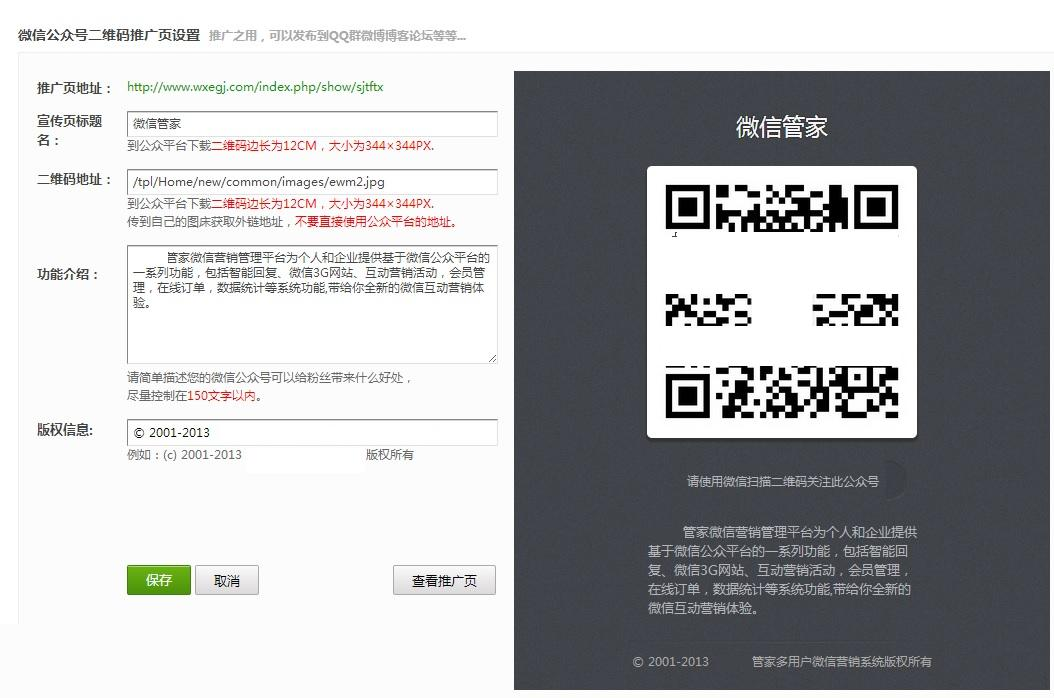 微信公众号二维码推广页设置 推广之用，可以发布到QQ群微博博客论坛等等...
推广页地址： http://www.wxegj.com/index.php/show/sjtftx
宣传页标题名： 微信管家
到公众平台下载二维码边长为12CM，大小为344×344PX.
二维码地址： /tpl/Home/new/common/images/ewm2.jpg
到公众平台下载二维码边长为12CM，大小为344×344PX.
传到自己的图床获取外链地址，不要直接使用公众平台的地址。
功能介绍：
管家微信营销管理平台为个人和企业提供基于微信公众平台的
一系列功能，包括智能回复、微信3G网站、互动营销活动，会员管
理，在线订单，数据统计等系统功能,带给你全新的微信互动营销体
验。
请简单描述您的微信公众号可以给粉丝带来什么好处，
尽量控制在150文字以内。
版权信息: © 2001-2013
例如：(c) 2001-2013 版权所有
保存 取消 查看推广页
微信管家
请使用微信扫描二维码关注此公众号
管家微信营销管理平台为个人和企业提供
基于微信公众平台的一系列功能，包括智能回
复、微信3G网站、互动营销活动，会员管理，
在线订单，数据统计等系统功能,带给你全新的
微信互动营销体验。
© 2001-2013 管家多用户微信营销系统版权所有